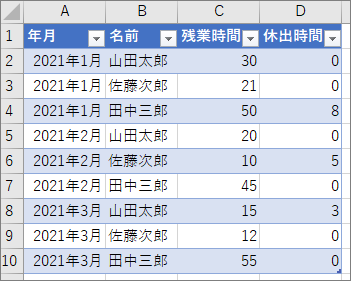 A B C D
1 年月 名前 残業時間 休出時間
2 2021年1月 山田太郎 30 0
3 2021年1月 佐藤次郎 21 0
4 2021年1月 田中三郎 50 8
5 2021年2月 山田太郎 20 0
6 2021年2月 佐藤次郎 10 5
7 2021年2月 田中三郎 45 0
8 2021年3月 山田太郎 15 3
9 2021年3月 佐藤次郎 12 0
10 2021年3月 田中三郎 55 0